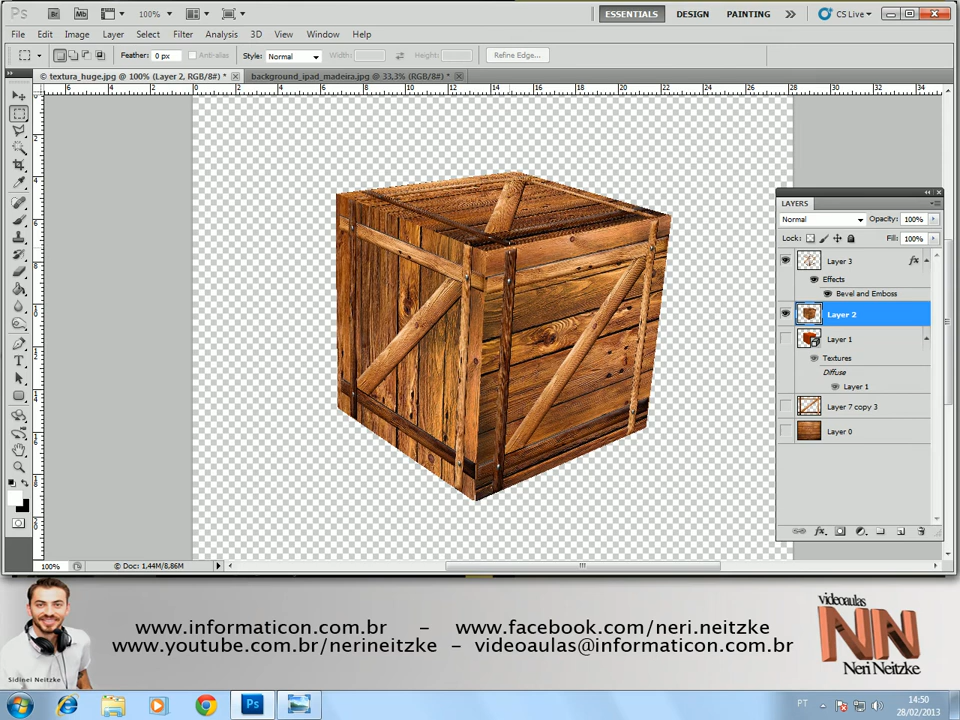 Ps Br Mb 100% ESSENTIALS DESIGN PAINTING CS Live
File Edit Image Layer Select Filter Analysis 3D View Window Help
Feather: 0 px Anti-alias Style: Normal Width: Height: Refine Edge...
© textura_huge.jpg @ 100% (Layer 2, RGB/8#) * background_ipad_madeira.jpg @ 33,3% (RGB/8#) *
LAYERS
Normal Opacity: 100%
Lock: Fill: 100%
Layer 3 fx
Effects
Bevel and Emboss
Layer 2
Layer 1
Textures
Diffuse
Layer 1
Layer 7 copy 3
Layer 0
100% © Doc: 1,44M/8,86M
www.informaticon.com.br - www.facebook.com/neri.neitzke
www.youtube.com.br/nerineitzke - videoaulas@informaticon.com.br
Sidinei Neitzke
videoaulas
NN
Neri Neitzke
Ps PT 14:50
28/02/2013